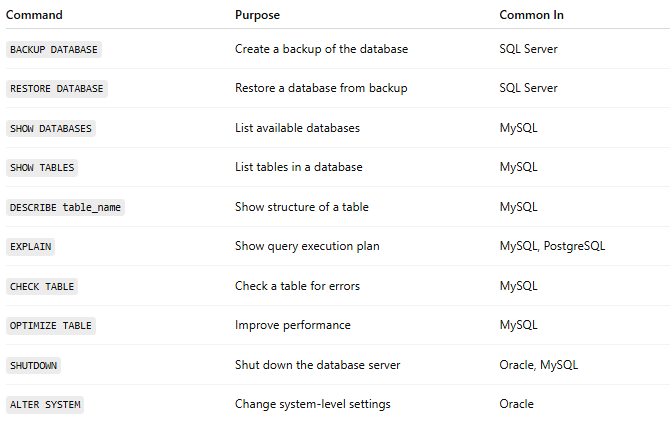 Command Purpose Common In
BACKUP DATABASE Create a backup of the database SQL Server
RESTORE DATABASE Restore a database from backup SQL Server
SHOW DATABASES List available databases MySQL
SHOW TABLES List tables in a database MySQL
DESCRIBE table_name Show structure of a table MySQL
EXPLAIN Show query execution plan MySQL, PostgreSQL
CHECK TABLE Check a table for errors MySQL
OPTIMIZE TABLE Improve performance MySQL
SHUTDOWN Shut down the database server Oracle, MySQL
ALTER SYSTEM Change system-level settings Oracle